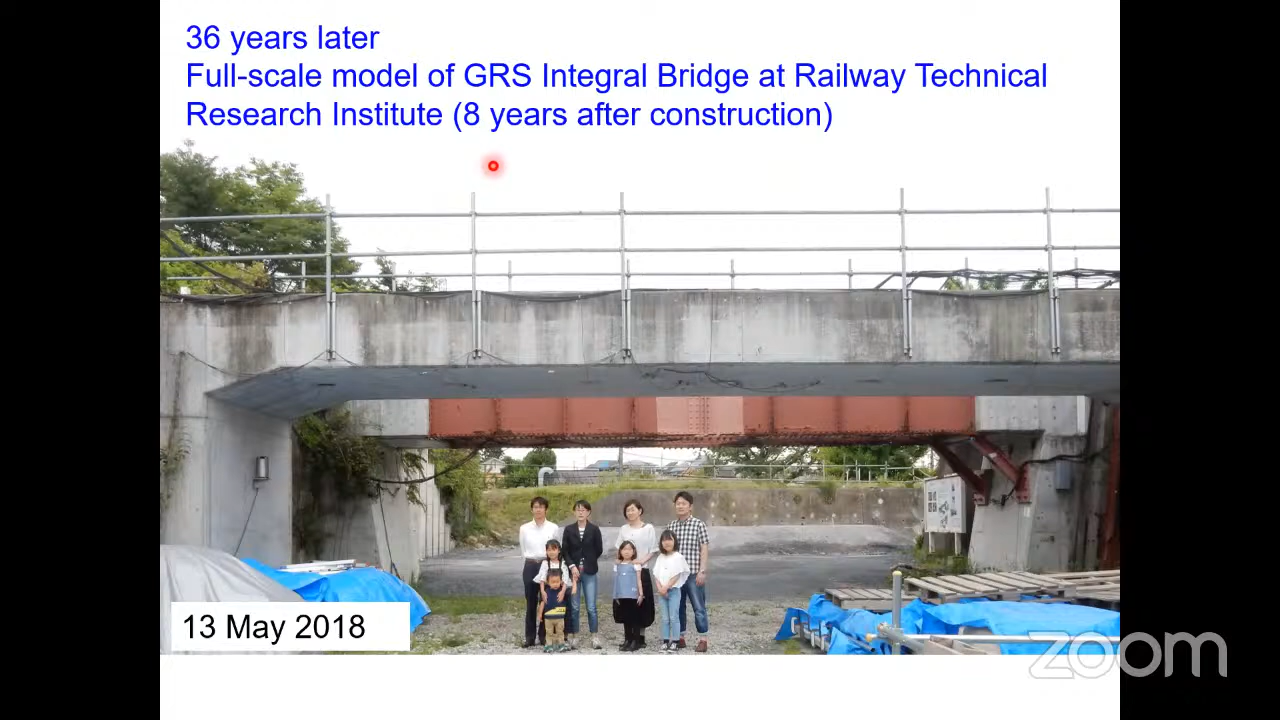 36 years later
Full-scale model of GRS Integral Bridge at Railway Technical
Research Institute (8 years after construction)
13 May 2018
zoom